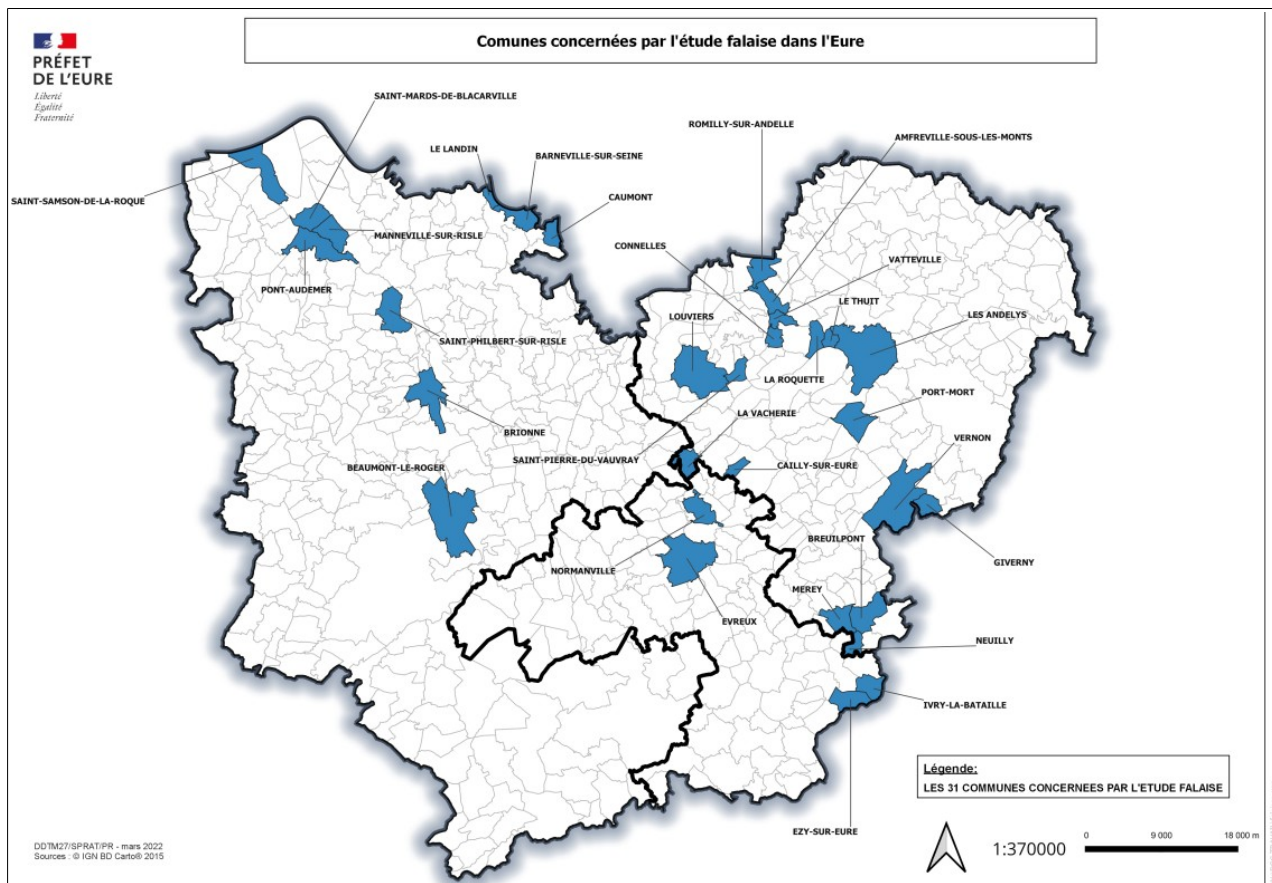 Comunes concernées par l'étude falaise dans l'Eure
PRÉFET
DE L'EURE
Liberté
Égalité
Fraternité
SAINT-MARDS-DE-BLACARVILLE
ROMILLY-SUR-ANDELLE
AMFREVILLE-SOUS-LES-MONTS
LE LANDIN
BARNEVILLE-SUR-SEINE
SAINT-SAMSON-DE-LA-ROQUE
CAUMONT
MANNEVILLE-SUR-RISLE
CONNELLES
VATTEVILLE
PONT-AUDEMER
LE THUIT
LOUVIERS
LES ANDELYS
SAINT-PHILBERT-SUR-RISLE
LA ROQUETTE
PORT-MORT
LA VACHERIE
BRIONNE
VERNON
SAINT-PIERRE-DU-VAUVRAY
BEAUMONT-LE-ROGER
CAILLY-SUR-EURE
BREUILPONT
GIVERNY
NORMANVILLE
MEREY
EVREUX
NEUILLY
IVRY-LA-BATAILLE
Légende:
LES 31 COMMUNES CONCERNEES PAR L'ETUDE FALAISE
EZY-SUR-EURE
0 9 000 18 000 m
1:370000
DDTM27/SPRAT/PR - mars 2022
Sources : © IGN BD Carto® 2015